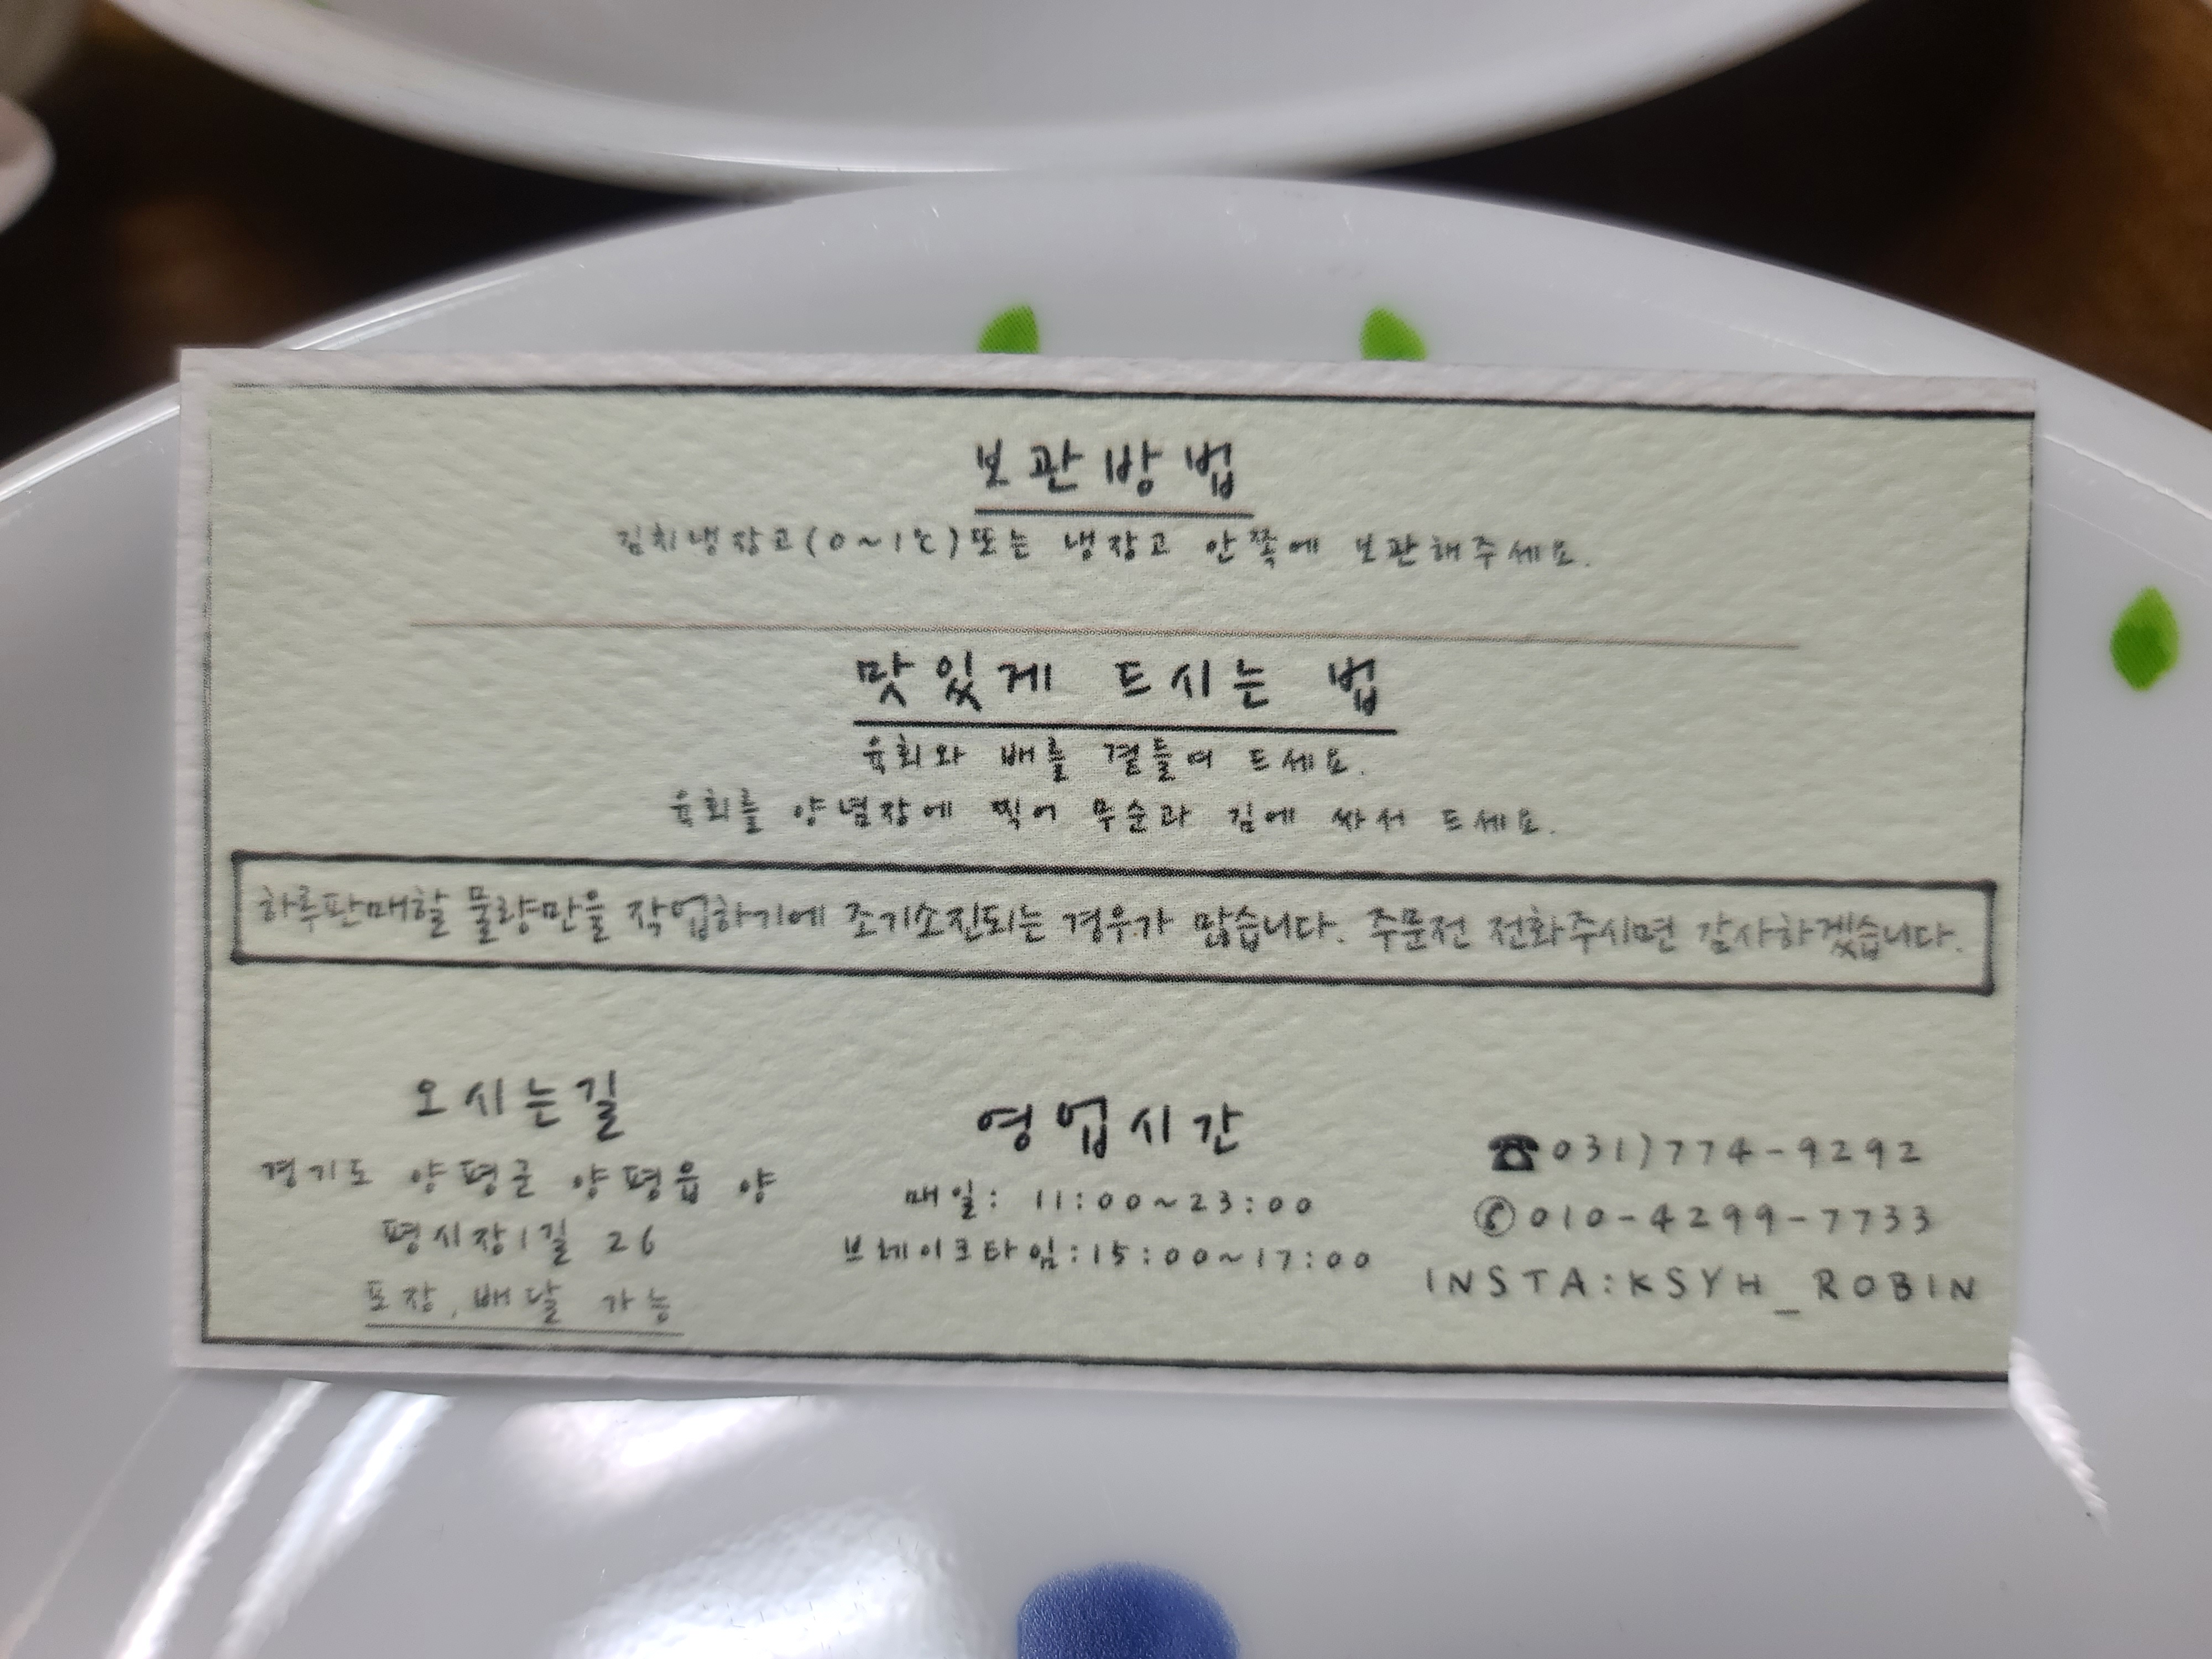 보관방법
김치냉장고(0~1℃)또는 냉장고 안쪽에 보관해주세요.
맛있게 드시는 법
육회와 배를 곁들여 드세요.
육회를 양념장에 찍어 무순과 김에 싸서 드세요.
하루판매할 물량만을 작업하기에 조기소진되는 경우가 많습니다. 주문전 전화주시면 감사하겠습니다.
오시는길
경기도 양평군 양평읍 양
평시장1길 26
포장, 배달 가능
영업시간
매일: 11:00~23:00
브레이크타임:15:00~17:00
☎031)774-9292
✆010-4299-7733
INSTA:KSYH_ROBIN